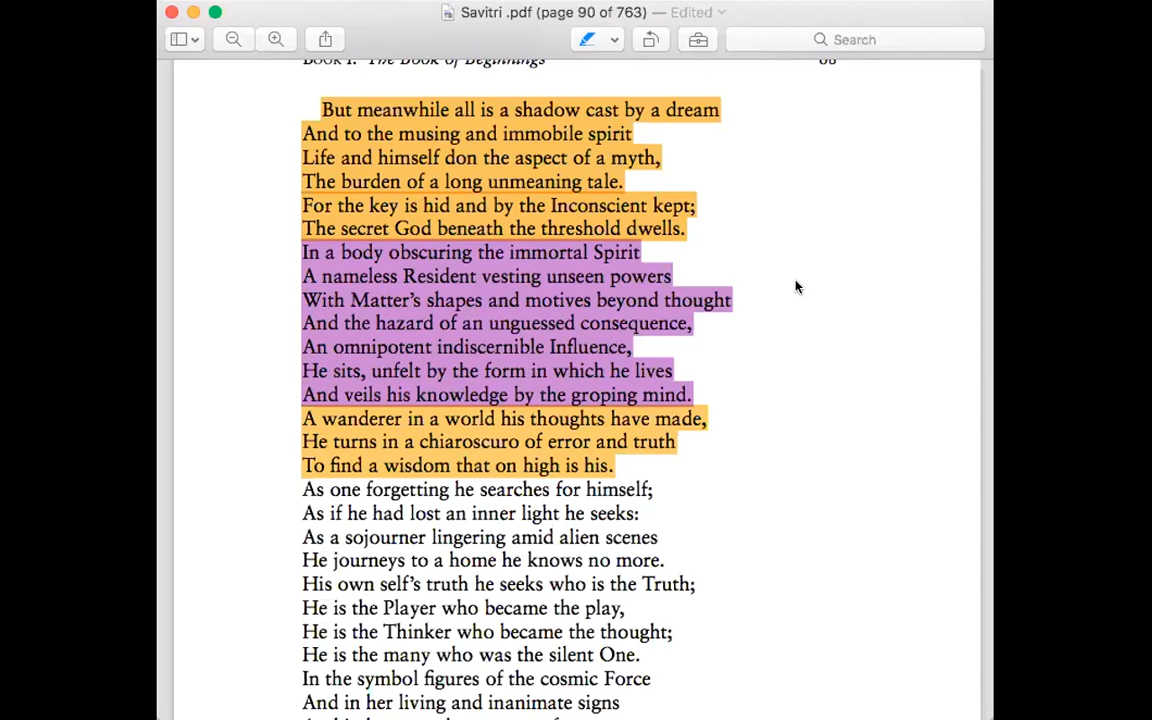 Savitri .pdf (page 90 of 763) — Edited
Search
BOOK I: The Book of Beginnings 68
But meanwhile all is a shadow cast by a dream
And to the musing and immobile spirit
Life and himself don the aspect of a myth,
The burden of a long unmeaning tale.
For the key is hid and by the Inconscient kept;
The secret God beneath the threshold dwells.
In a body obscuring the immortal Spirit
A nameless Resident vesting unseen powers
With Matter's shapes and motives beyond thought
And the hazard of an unguessed consequence,
An omnipotent indiscernible Influence,
He sits, unfelt by the form in which he lives
And veils his knowledge by the groping mind.
A wanderer in a world his thoughts have made,
He turns in a chiaroscuro of error and truth
To find a wisdom that on high is his.
As one forgetting he searches for himself;
As if he had lost an inner light he seeks:
As a sojourner lingering amid alien scenes
He journeys to a home he knows no more.
His own self's truth he seeks who is the Truth;
He is the Player who became the play,
He is the Thinker who became the thought;
He is the many who was the silent One.
In the symbol figures of the cosmic Force
And in her living and inanimate signs